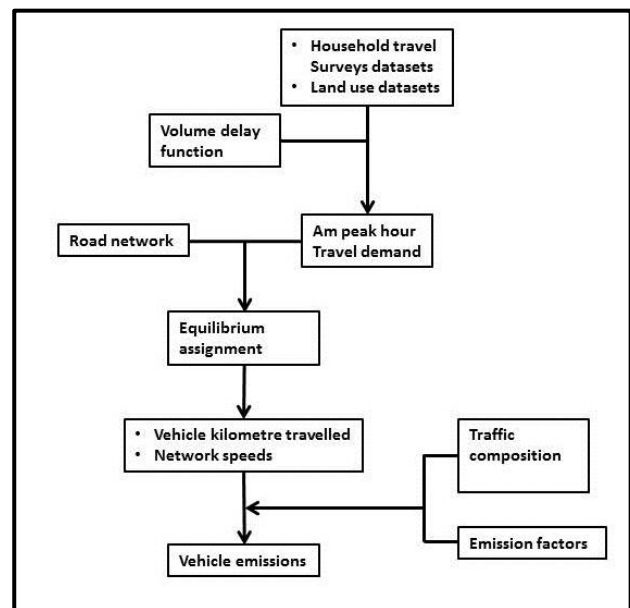 • Household travel
Surveys datasets
• Land use datasets
Volume delay
function
Am peak hour
Travel demand
Road network
Equilibrium
assignment
• Vehicle kilometre travelled
• Network speeds
Traffic
composition
Vehicle emissions
Emission factors